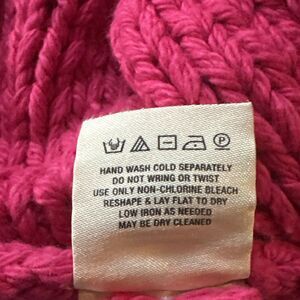 HAND WASH COLD SEPARATELY
DO NOT WRING OR TWIST
USE ONLY NON-CHLORINE BLEACH
RESHAPE & LAY FLAT TO DRY
LOW IRON AS NEEDED
MAY BE DRY CLEANED